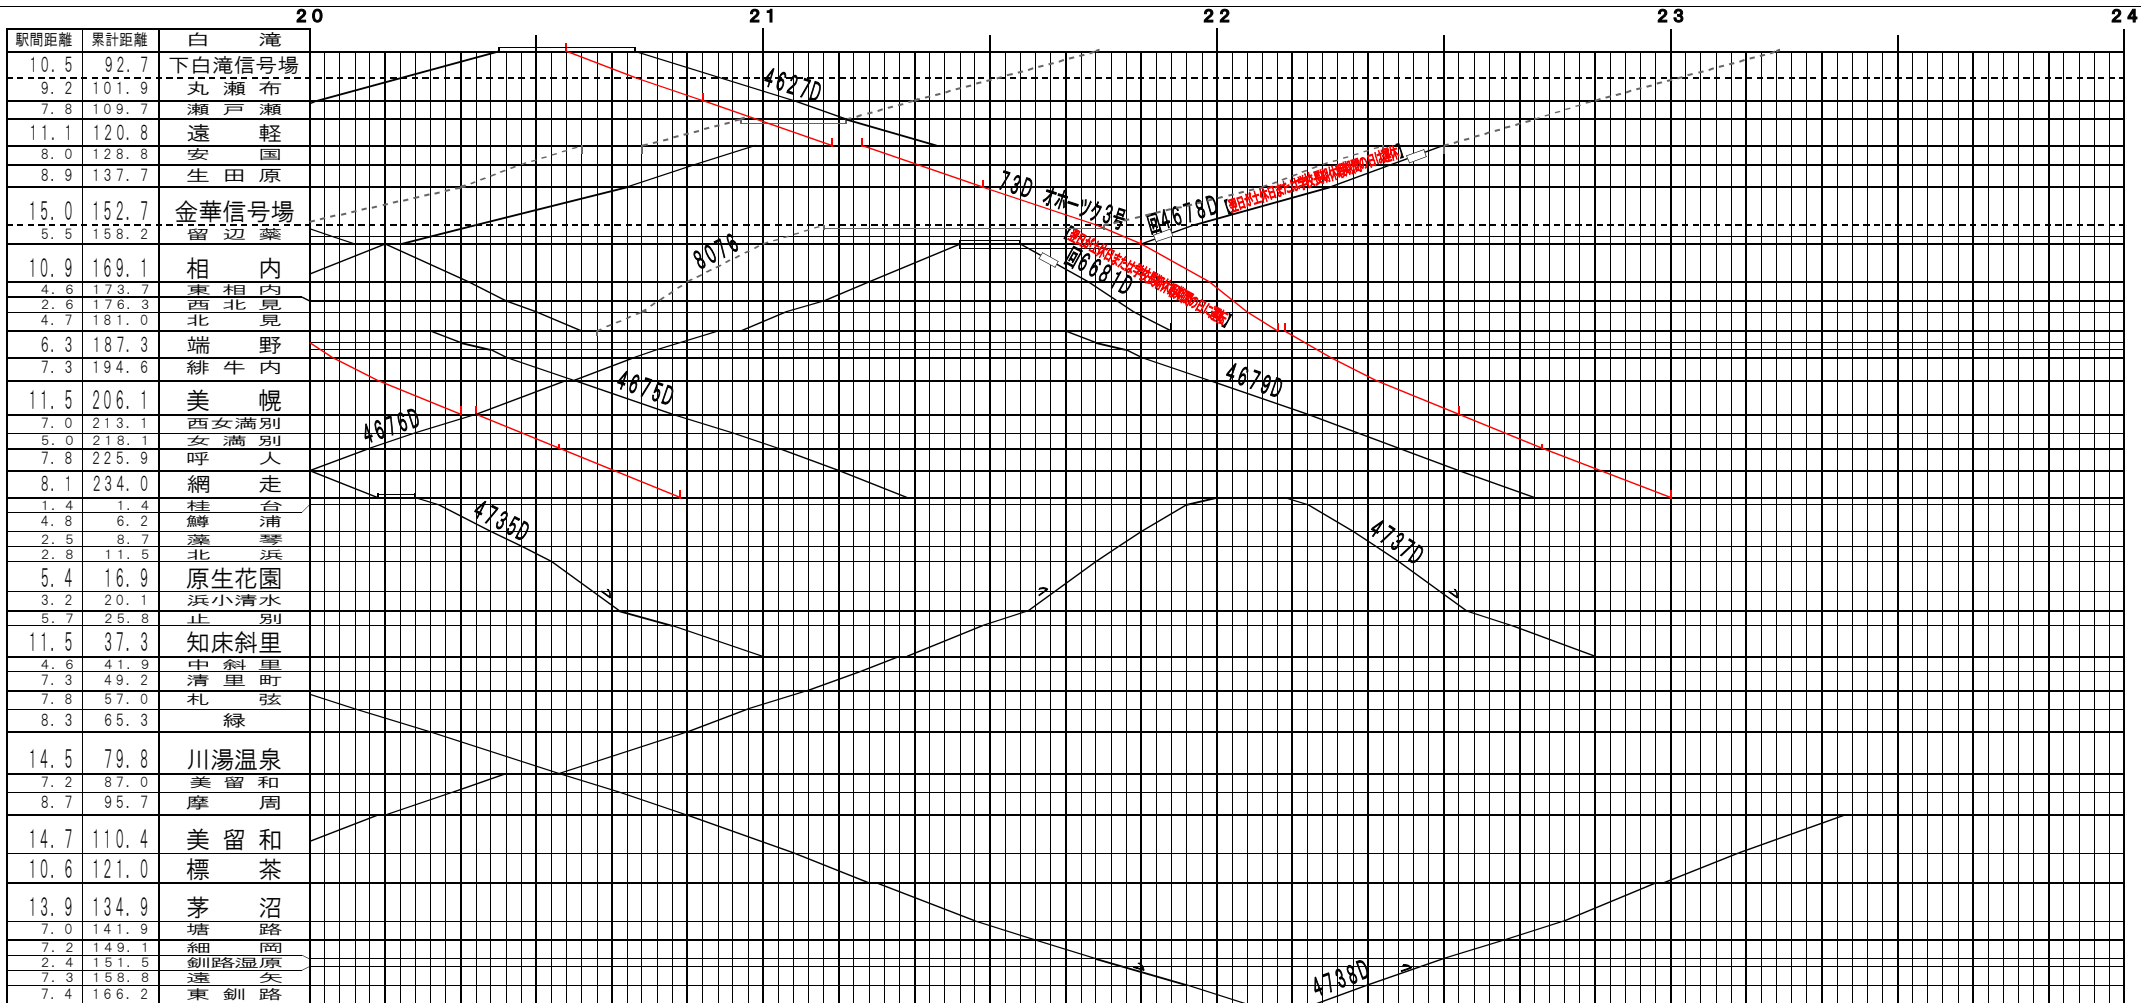 20 21 22 23 24
駅間距離 累計距離 白滝
10.5 92.7 下白滝信号場
9.2 101.9 丸瀬布
7.8 109.7 瀬戸瀬
11.1 120.8 遠軽
8.0 128.8 安国
8.9 137.7 生田原
15.0 152.7 金華信号場
5.5 158.2 留辺蘂
10.9 169.1 相内
4.6 173.7 東相内
2.6 176.3 西北見
4.7 181.0 北見
6.3 187.3 端野
7.3 194.6 緋牛内
11.5 206.1 美幌
7.0 213.1 西女満別
5.0 218.1 女満別
7.8 225.9 呼人
8.1 234.0 網走
1.4 1.4 桂台
4.8 6.2 鱒浦
2.5 8.7 藻琴
2.8 11.5 北浜
5.4 16.9 原生花園
3.2 20.1 浜小清水
5.7 25.8 止別
11.5 37.3 知床斜里
4.6 41.9 中斜里
7.3 49.2 清里町
7.8 57.0 札弦
8.3 65.3 緑
14.5 79.8 川湯温泉
7.2 87.0 美留和
8.7 95.7 摩周
14.7 110.4 美留和
10.6 121.0 標茶
13.9 134.9 茅沼
7.0 141.9 塘路
7.2 149.1 細岡
2.4 151.5 釧路湿原
7.3 158.8 遠矢
7.4 166.2 東釧路
4627D
73D オホーツク3号
回4678D
8076
回6681D
4675D
4679D
4676D
4735D
4737D
4738D